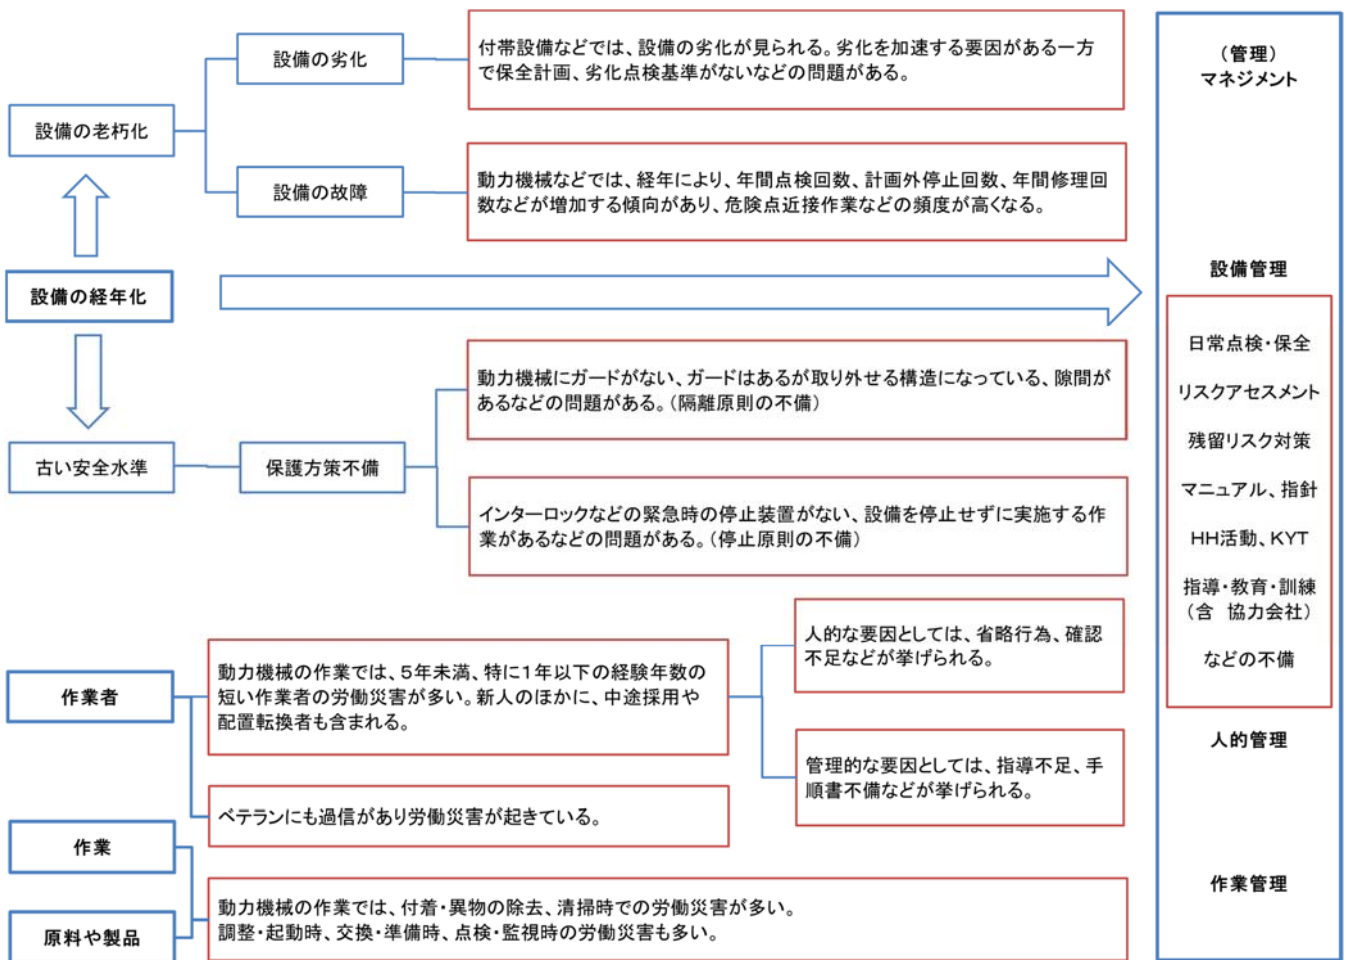 設備の劣化
付帯設備などでは、設備の劣化が見られる。劣化を加速する要因がある一方
で保全計画、劣化点検基準がないなどの問題がある。
設備の老朽化
設備の故障
動力機械などでは、経年により、年間点検回数、計画外停止回数、年間修理回
数などが増加する傾向があり、危険点近接作業などの頻度が高くなる。
設備の経年化
動力機械にガードがない、ガードはあるが取り外せる構造になっている、隙間が
あるなどの問題がある。(隔離原則の不備)
古い安全水準
保護方策不備
インターロックなどの緊急時の停止装置がない、設備を停止せずに実施する作
業があるなどの問題がある。(停止原則の不備)
作業者
動力機械の作業では、5年未満、特に1年以下の経験年数の
短い作業者の労働災害が多い。新人のほかに、中途採用や
配置転換者も含まれる。
人的な要因としては、省略行為、確認
不足などが挙げられる。
管理的な要因としては、指導不足、手
順書不備などが挙げられる。
ベテランにも過信があり労働災害が起きている。
作業
原料や製品
動力機械の作業では、付着・異物の除去、清掃時での労働災害が多い。
調整・起動時、交換・準備時、点検・監視時の労働災害も多い。
(管理)
マネジメント
設備管理
日常点検・保全
リスクアセスメント
残留リスク対策
マニュアル、指針
HH活動、KYT
指導・教育・訓練
(含 協力会社)
などの不備
人的管理
作業管理